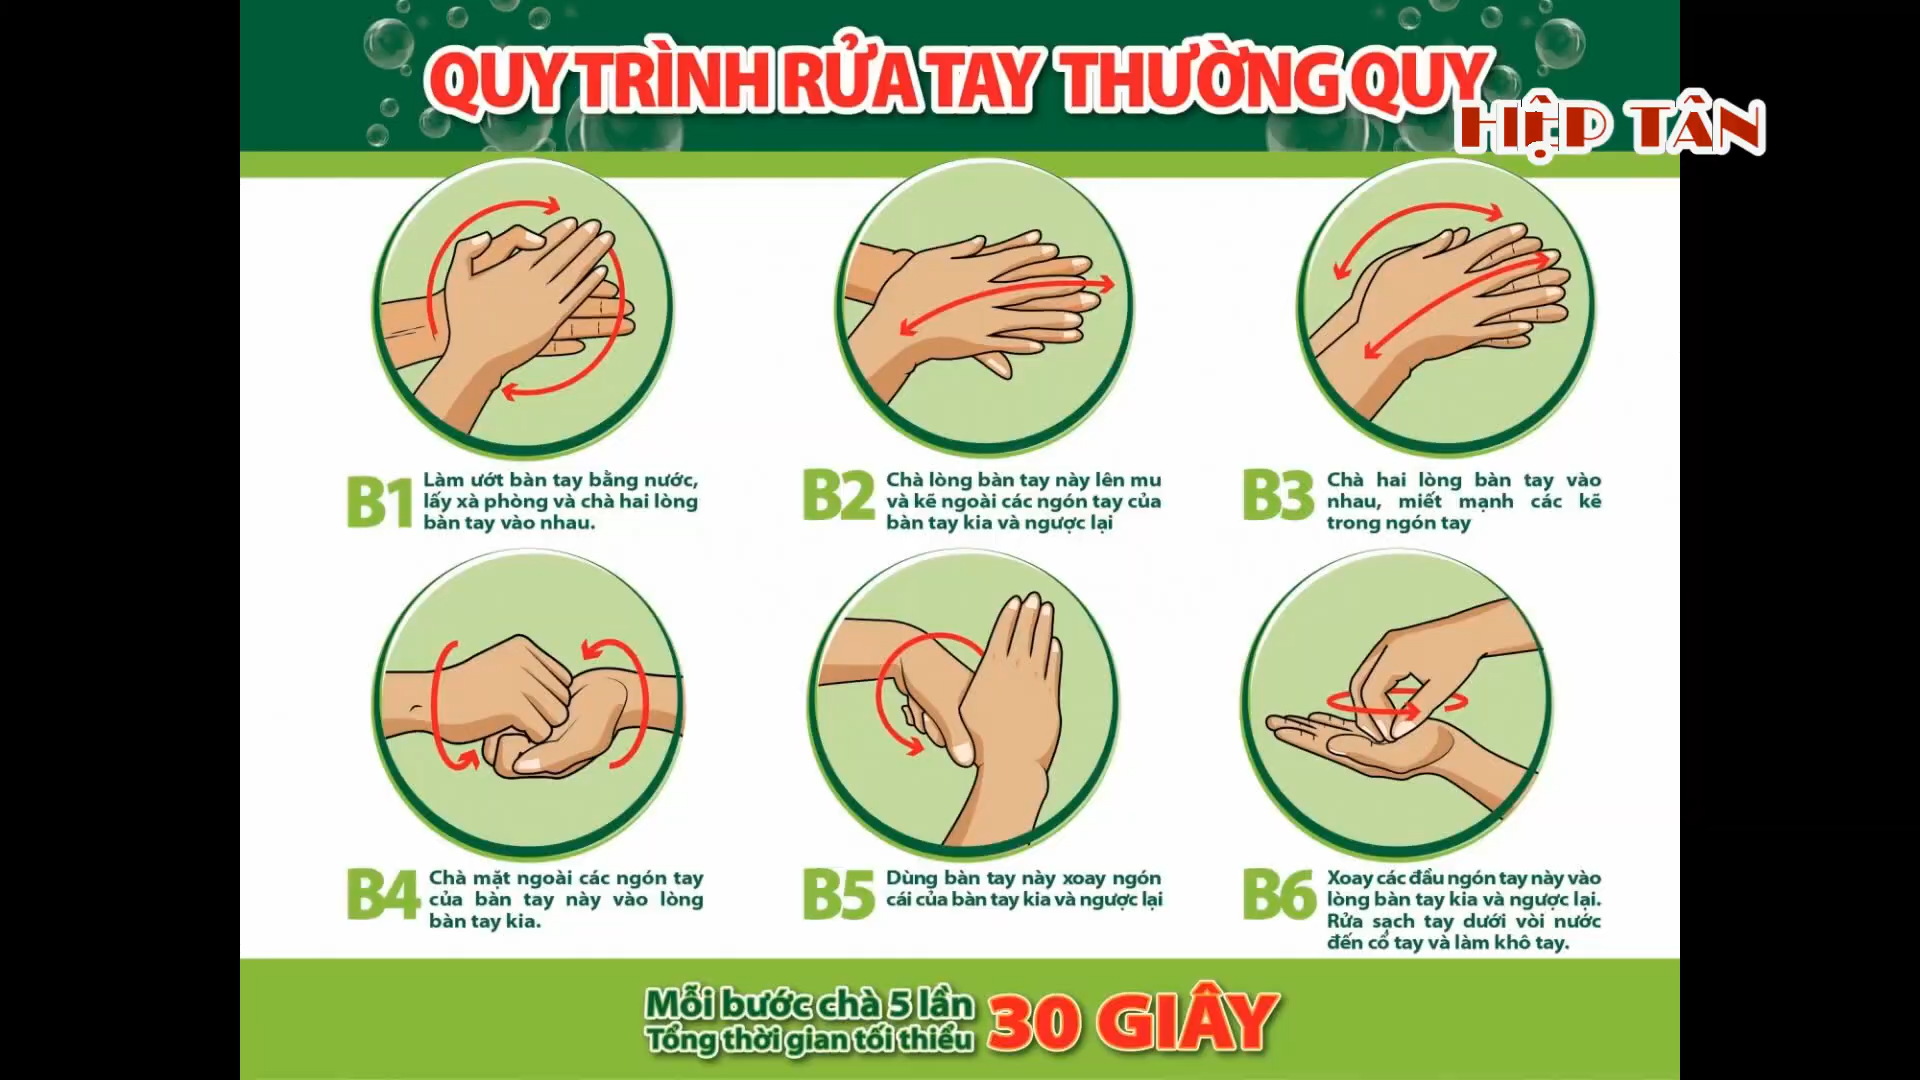 QUY TRÌNH RỬA TAY THƯỜNG QUY
HIỆP TÂN
B1
Làm ướt bàn tay bằng nước,
lấy xà phòng và chà hai lòng
bàn tay vào nhau.
B2
Chà lòng bàn tay này lên mu
và kẽ ngoài các ngón tay của
bàn tay kia và ngược lại
B3
Chà hai lòng bàn tay vào
nhau, miết mạnh các kẽ
trong ngón tay
B4
Chà mặt ngoài các ngón tay
của bàn tay này vào lòng
bàn tay kia.
B5
Dùng bàn tay này xoay ngón
cái của bàn tay kia và ngược lại
B6
Xoay các đầu ngón tay này vào
lòng bàn tay kia và ngược lại.
Rửa sạch tay dưới vòi nước
đến cổ tay và làm khô tay.
Mỗi bước chà 5 lần
Tổng thời gian tối thiểu
30 GIÂY